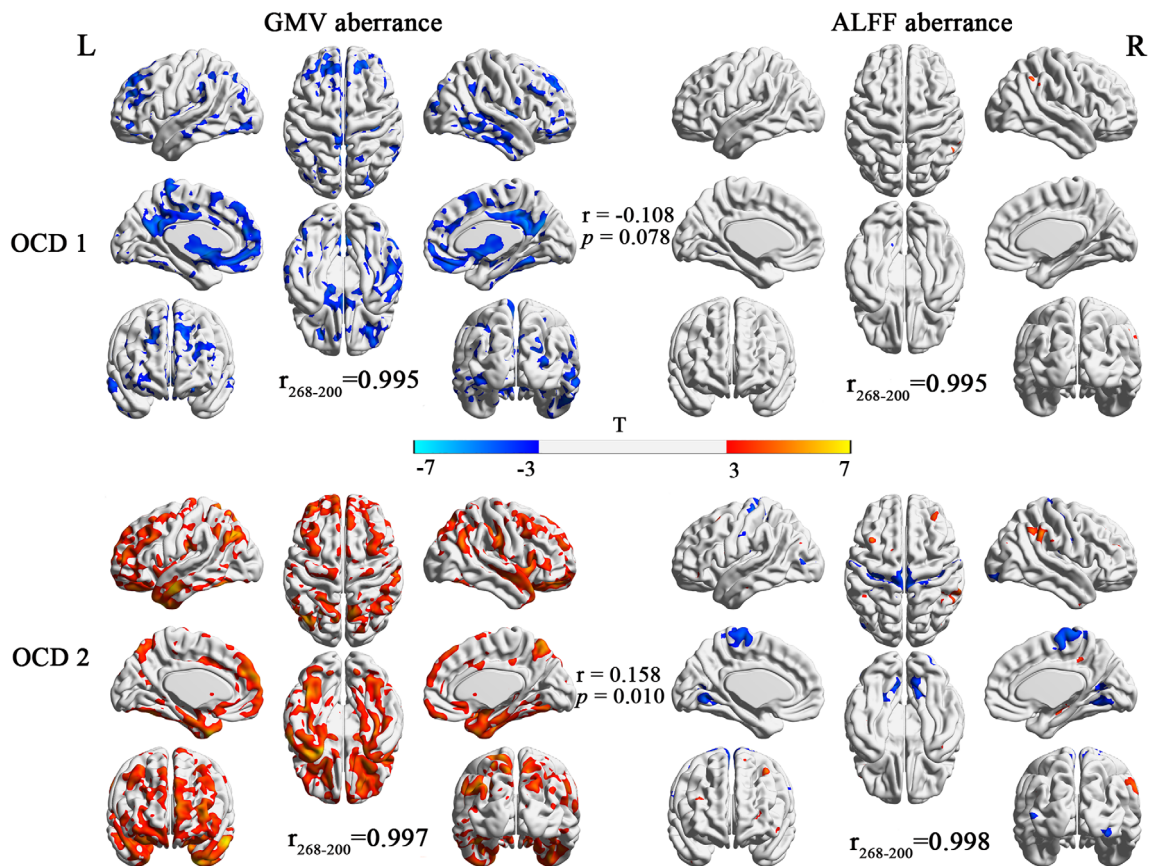 GMV aberrance
ALFF aberrance
L
R
OCD 1
r = -0.108
p = 0.078
r268-200=0.995
r268-200=0.995
T
-7
-3
3
7
OCD 2
r = 0.158
p = 0.010
r268-200=0.997
r268-200=0.998